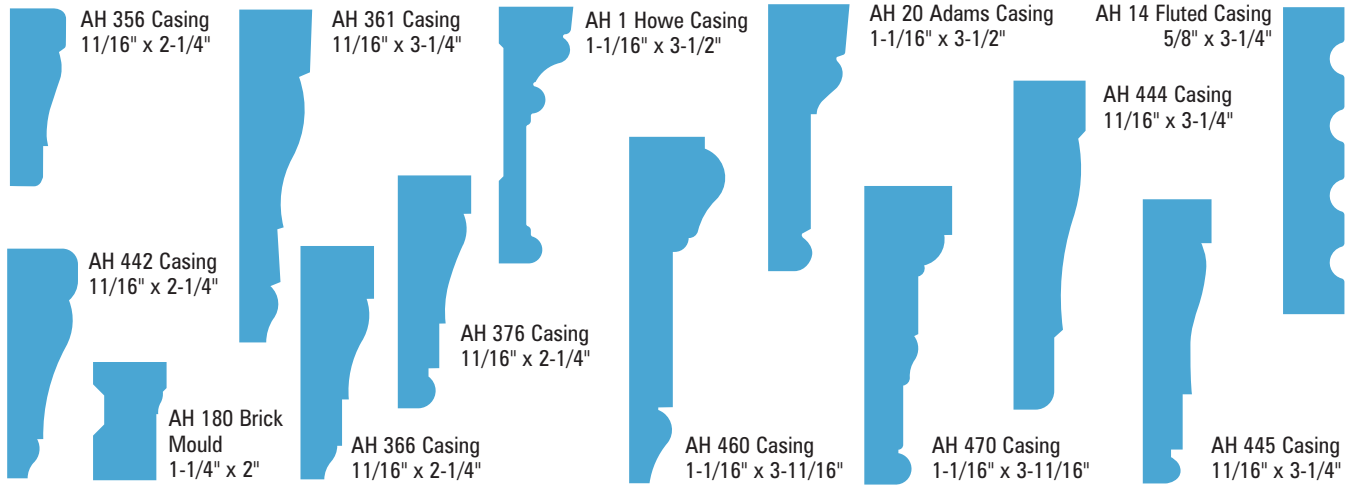 AH 356 Casing
11/16" x 2-1/4"
AH 361 Casing
11/16" x 3-1/4"
AH 1 Howe Casing
1-1/16" x 3-1/2"
AH 20 Adams Casing
1-1/16" x 3-1/2"
AH 14 Fluted Casing
5/8" x 3-1/4"
AH 444 Casing
11/16" x 3-1/4"
AH 442 Casing
11/16" x 2-1/4"
AH 376 Casing
11/16" x 2-1/4"
AH 180 Brick
Mould
1-1/4" x 2"
AH 366 Casing
11/16" x 2-1/4"
AH 460 Casing
1-1/16" x 3-11/16"
AH 470 Casing
1-1/16" x 3-11/16"
AH 445 Casing
11/16" x 3-1/4"